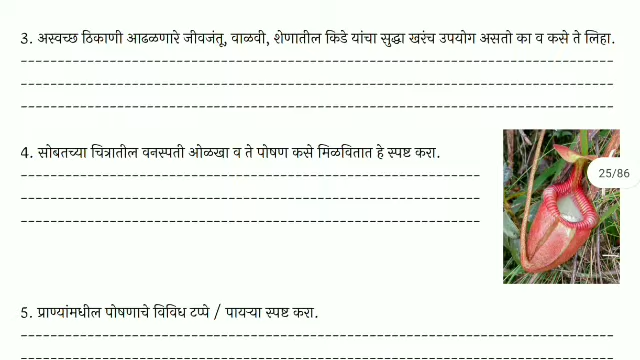 3. अस्वच्छ ठिकाणी आढळणारे जीवजंतू, वाळवी, शेणातील किडे यांचा सुद्धा खरंच उपयोग असतो का व कसे ते लिहा.
4. सोबतच्या चित्रातील वनस्पती ओळखा व ते पोषण कसे मिळवितात हे स्पष्ट करा.
25/86
5. प्राण्यांमधील पोषणाचे विविध टप्पे / पायऱ्या स्पष्ट करा.